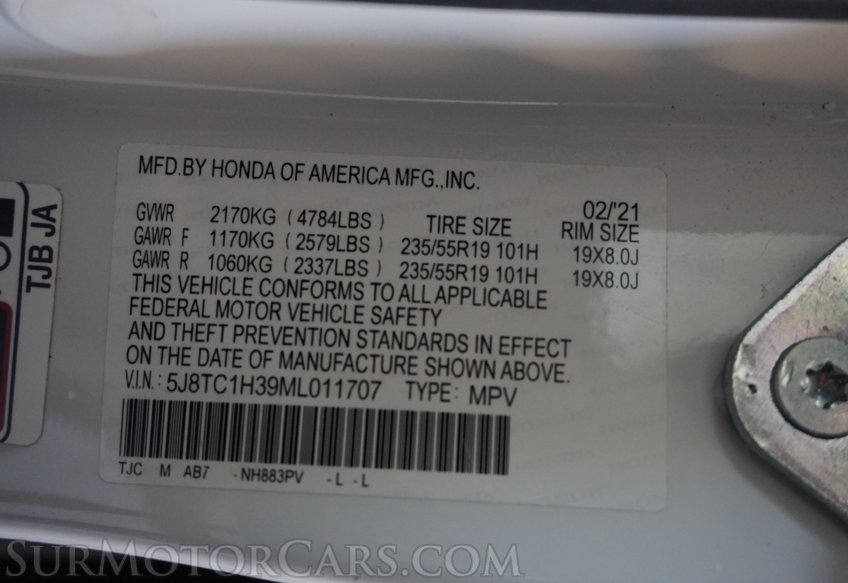 MFD.BY HONDA OF AMERICA MFG.,INC.
02/'21
GVWR 2170KG ( 4784LBS ) TIRE SIZE RIM SIZE
GAWR F 1170KG ( 2579LBS ) 235/55R19 101H 19X8.0J
GAWR R 1060KG ( 2337LBS ) 235/55R19 101H 19X8.0J
THIS VEHICLE CONFORMS TO ALL APPLICABLE
FEDERAL MOTOR VEHICLE SAFETY
AND THEFT PREVENTION STANDARDS IN EFFECT
ON THE DATE OF MANUFACTURE SHOWN ABOVE.
V.I.N.: 5J8TC1H39ML011707 TYPE: MPV
TJC M AB7 - NH883PV - L - L
TJB JA
SURMOTORCARS.COM